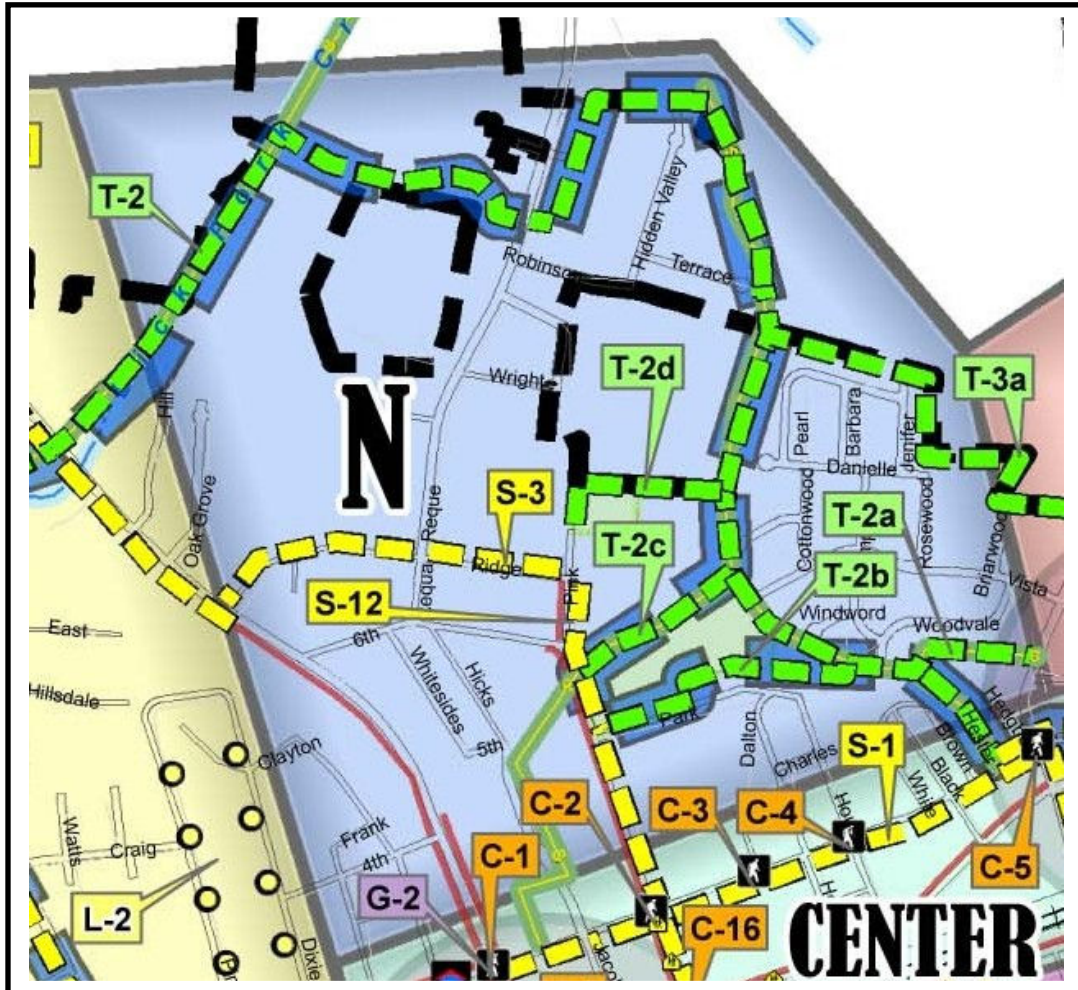 T-2
Hidden Valley
Robinson
Terrace
Hill
Wright
N
T-2d
T-3a
Pearl
Barbara
Jenifer
Danielle
Oak Grove
S-3
Reque
T-2c
T-2a
Cottonwood
Rosewood
Briarwood
Ridge
Pink
T-2b
Vista
S-12
Windword
Woodvale
East
6th
Whitesides
Hicks
Hillsdale
Park
Hester
5th
Dalton
Charles
S-1
Brown
Black
White
Clayton
C-2
C-3
C-4
Watts
Craig
Frank
4th
C-1
C-5
L-2
G-2
Dixie
C-16
CENTER